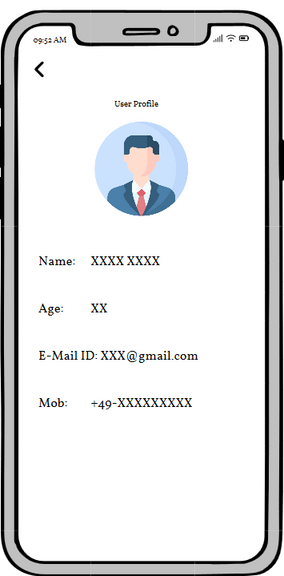 09:52 AM
User Profile
Name: XXXX XXXX
Age: XX
E-Mail ID: XXX@gmail.com
Mob: +49-XXXXXXXXX